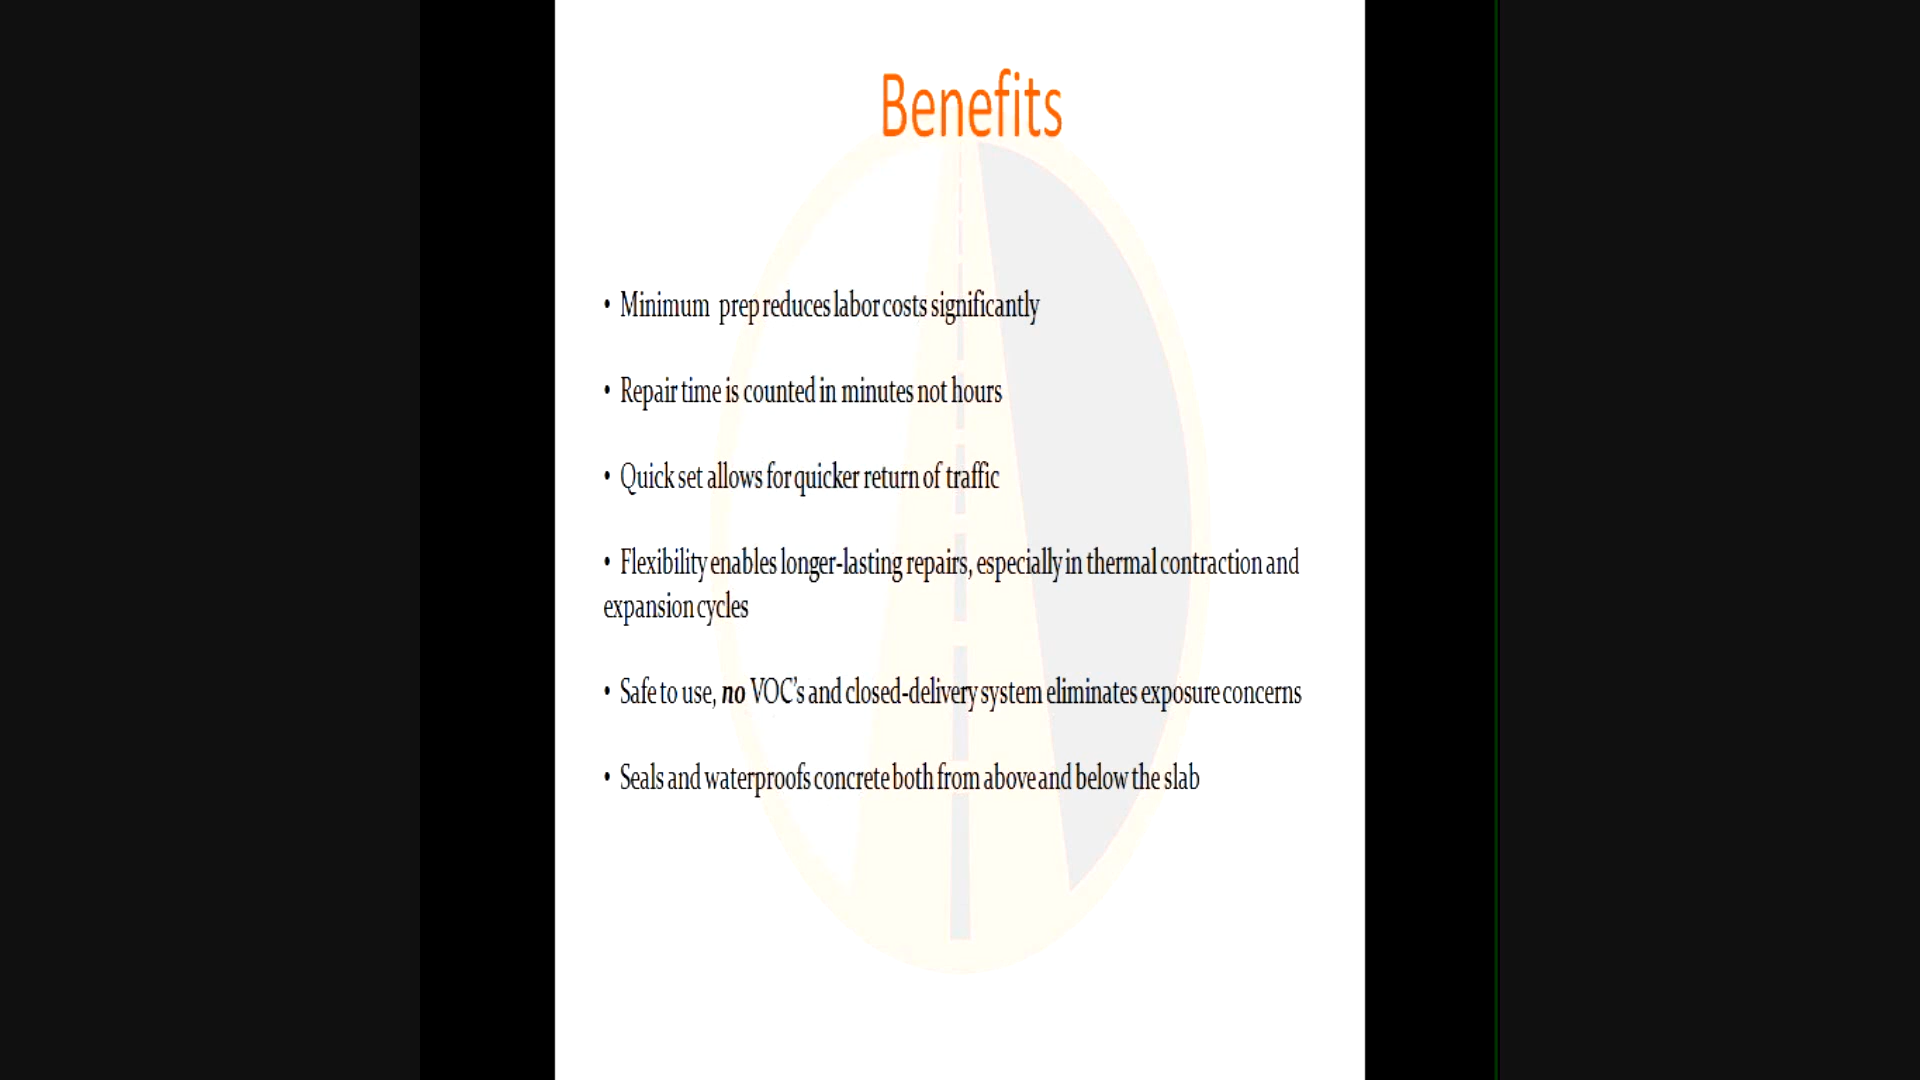 Benefits
• Minimum prep reduces labor costs significantly
• Repair time is counted in minutes not hours
• Quick set allows for quicker return of traffic
• Flexibility enables longer-lasting repairs, especially in thermal contraction and
expansion cycles
• Safe to use, no VOC's and closed-delivery system eliminates exposure concerns
• Seals and waterproofs concrete both from above and below the slab